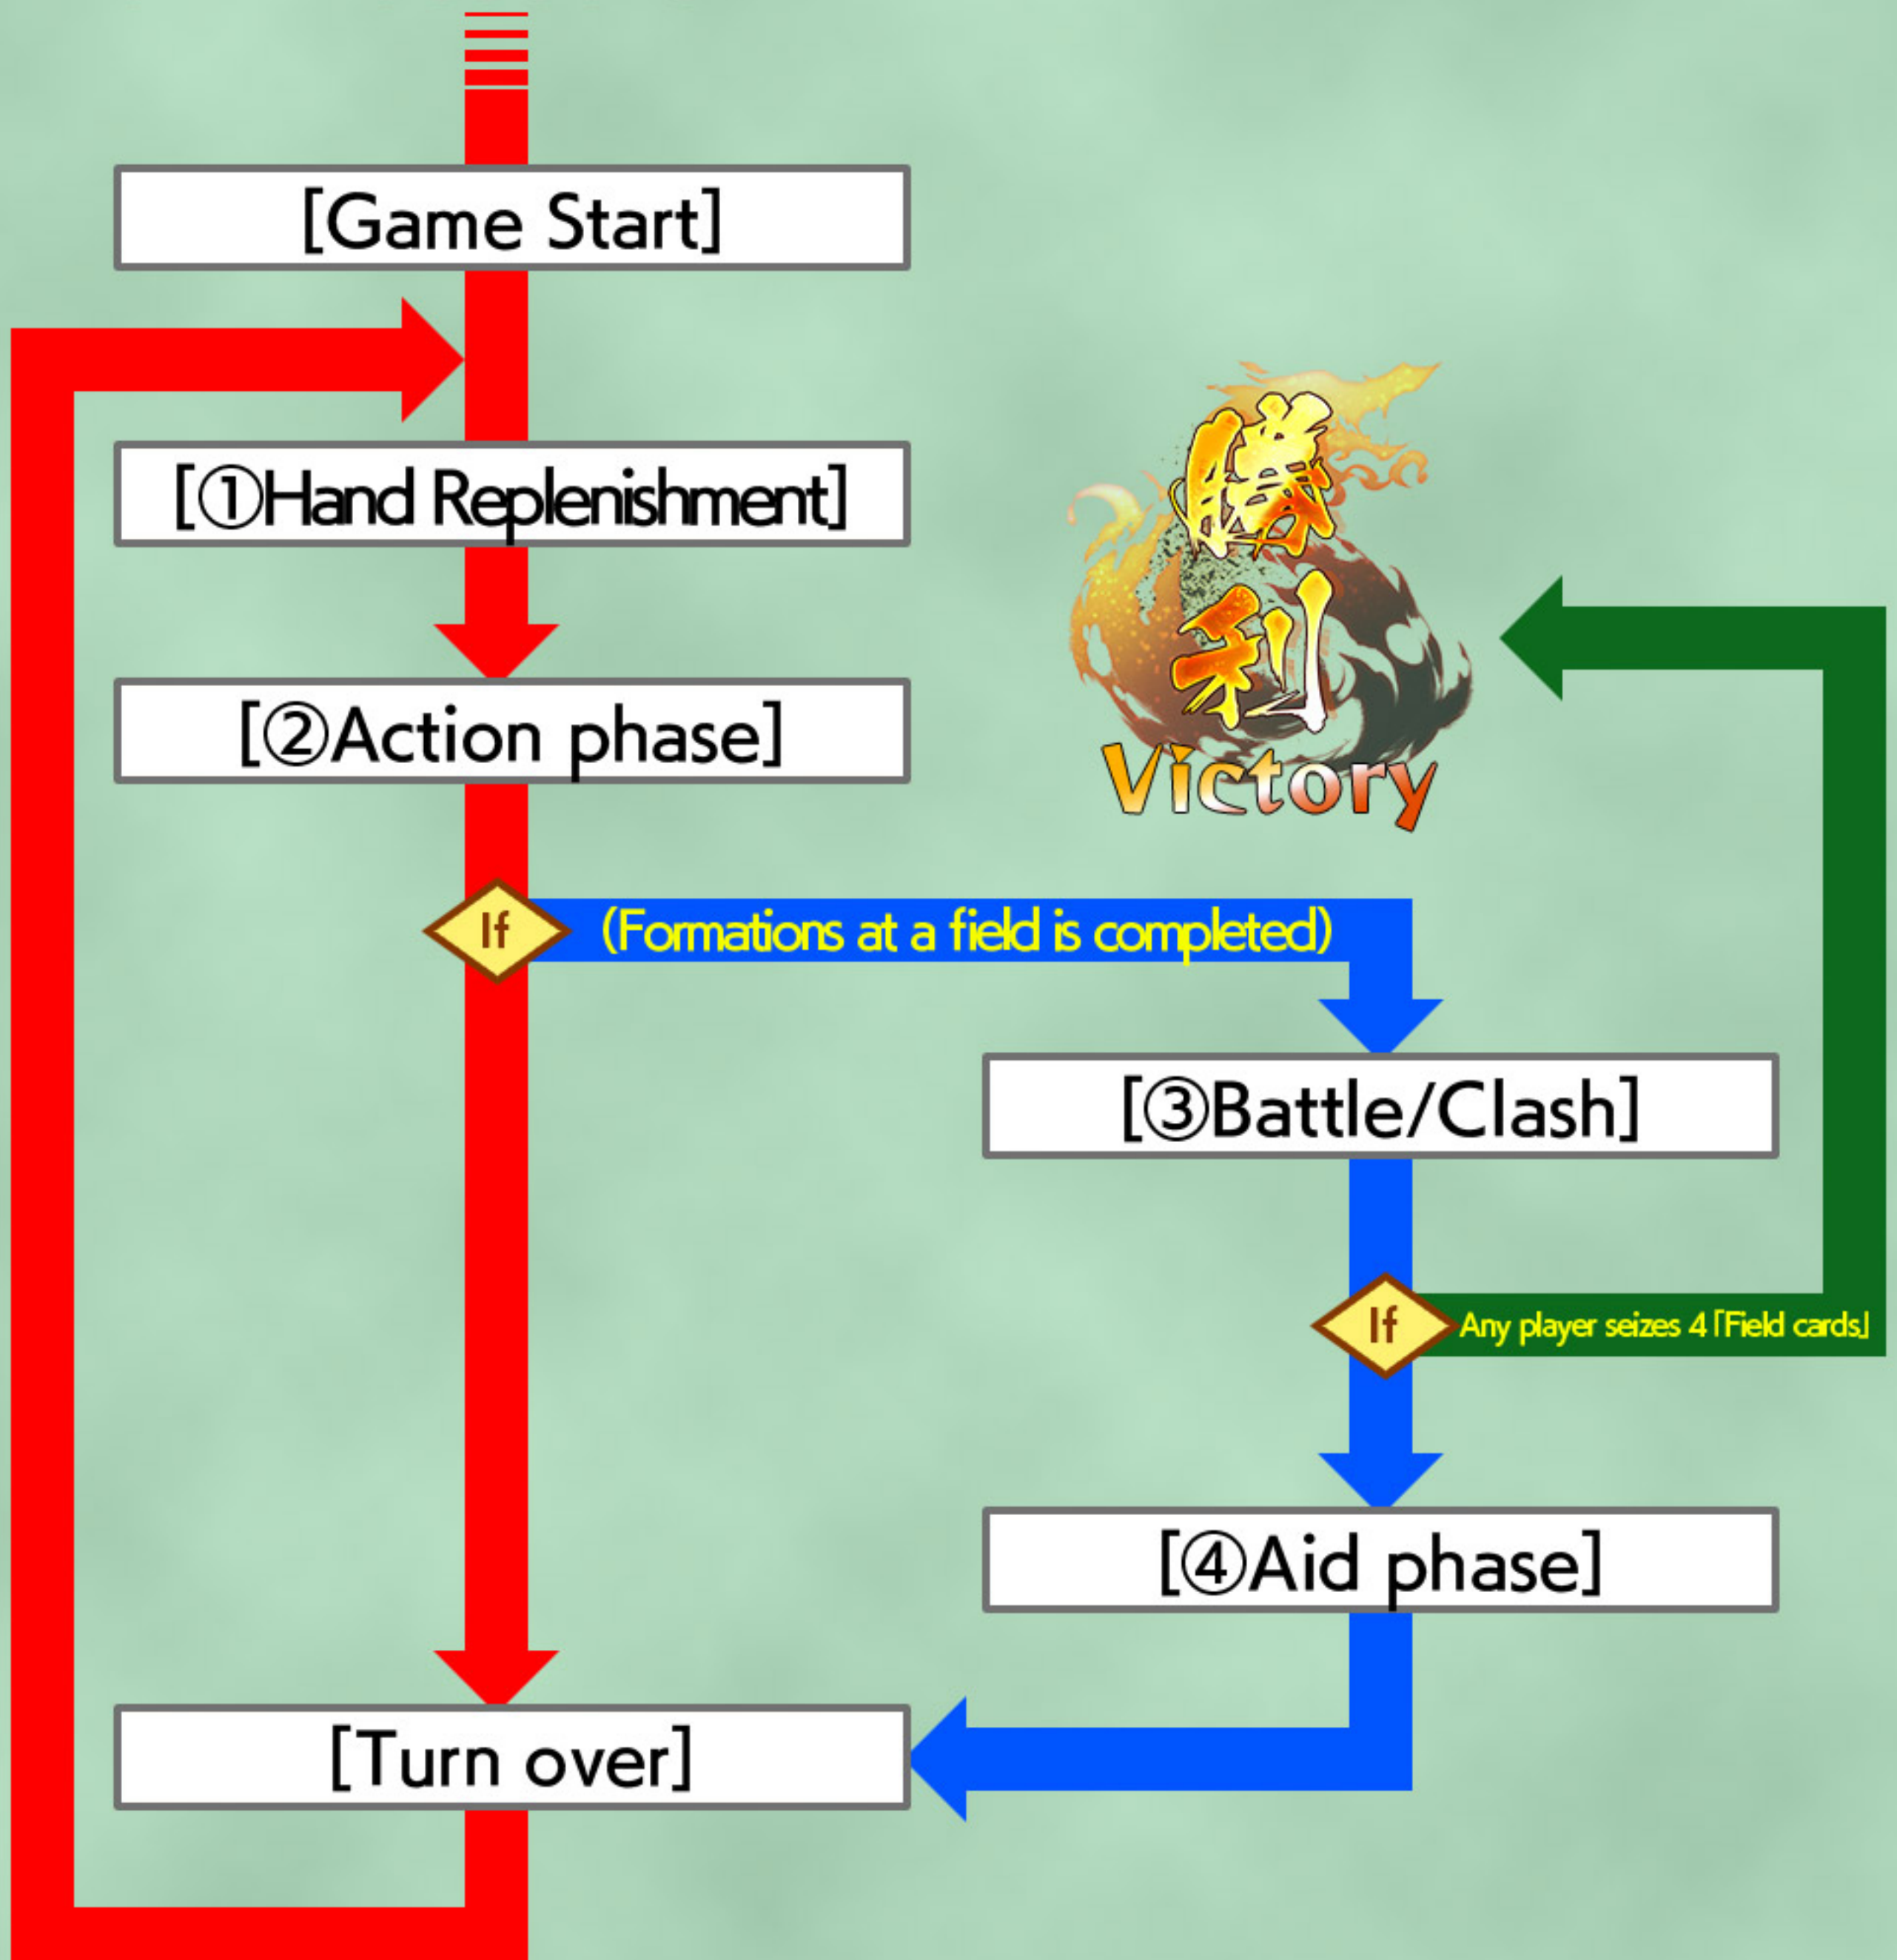 [Game Start]
[①Hand Replenishment]
[②Action phase]
勝
利
Victory
If
(Formations at a field is completed)
[③Battle/Clash]
If
Any player seizes 4「Field cards」
[④Aid phase]
[Turn over]